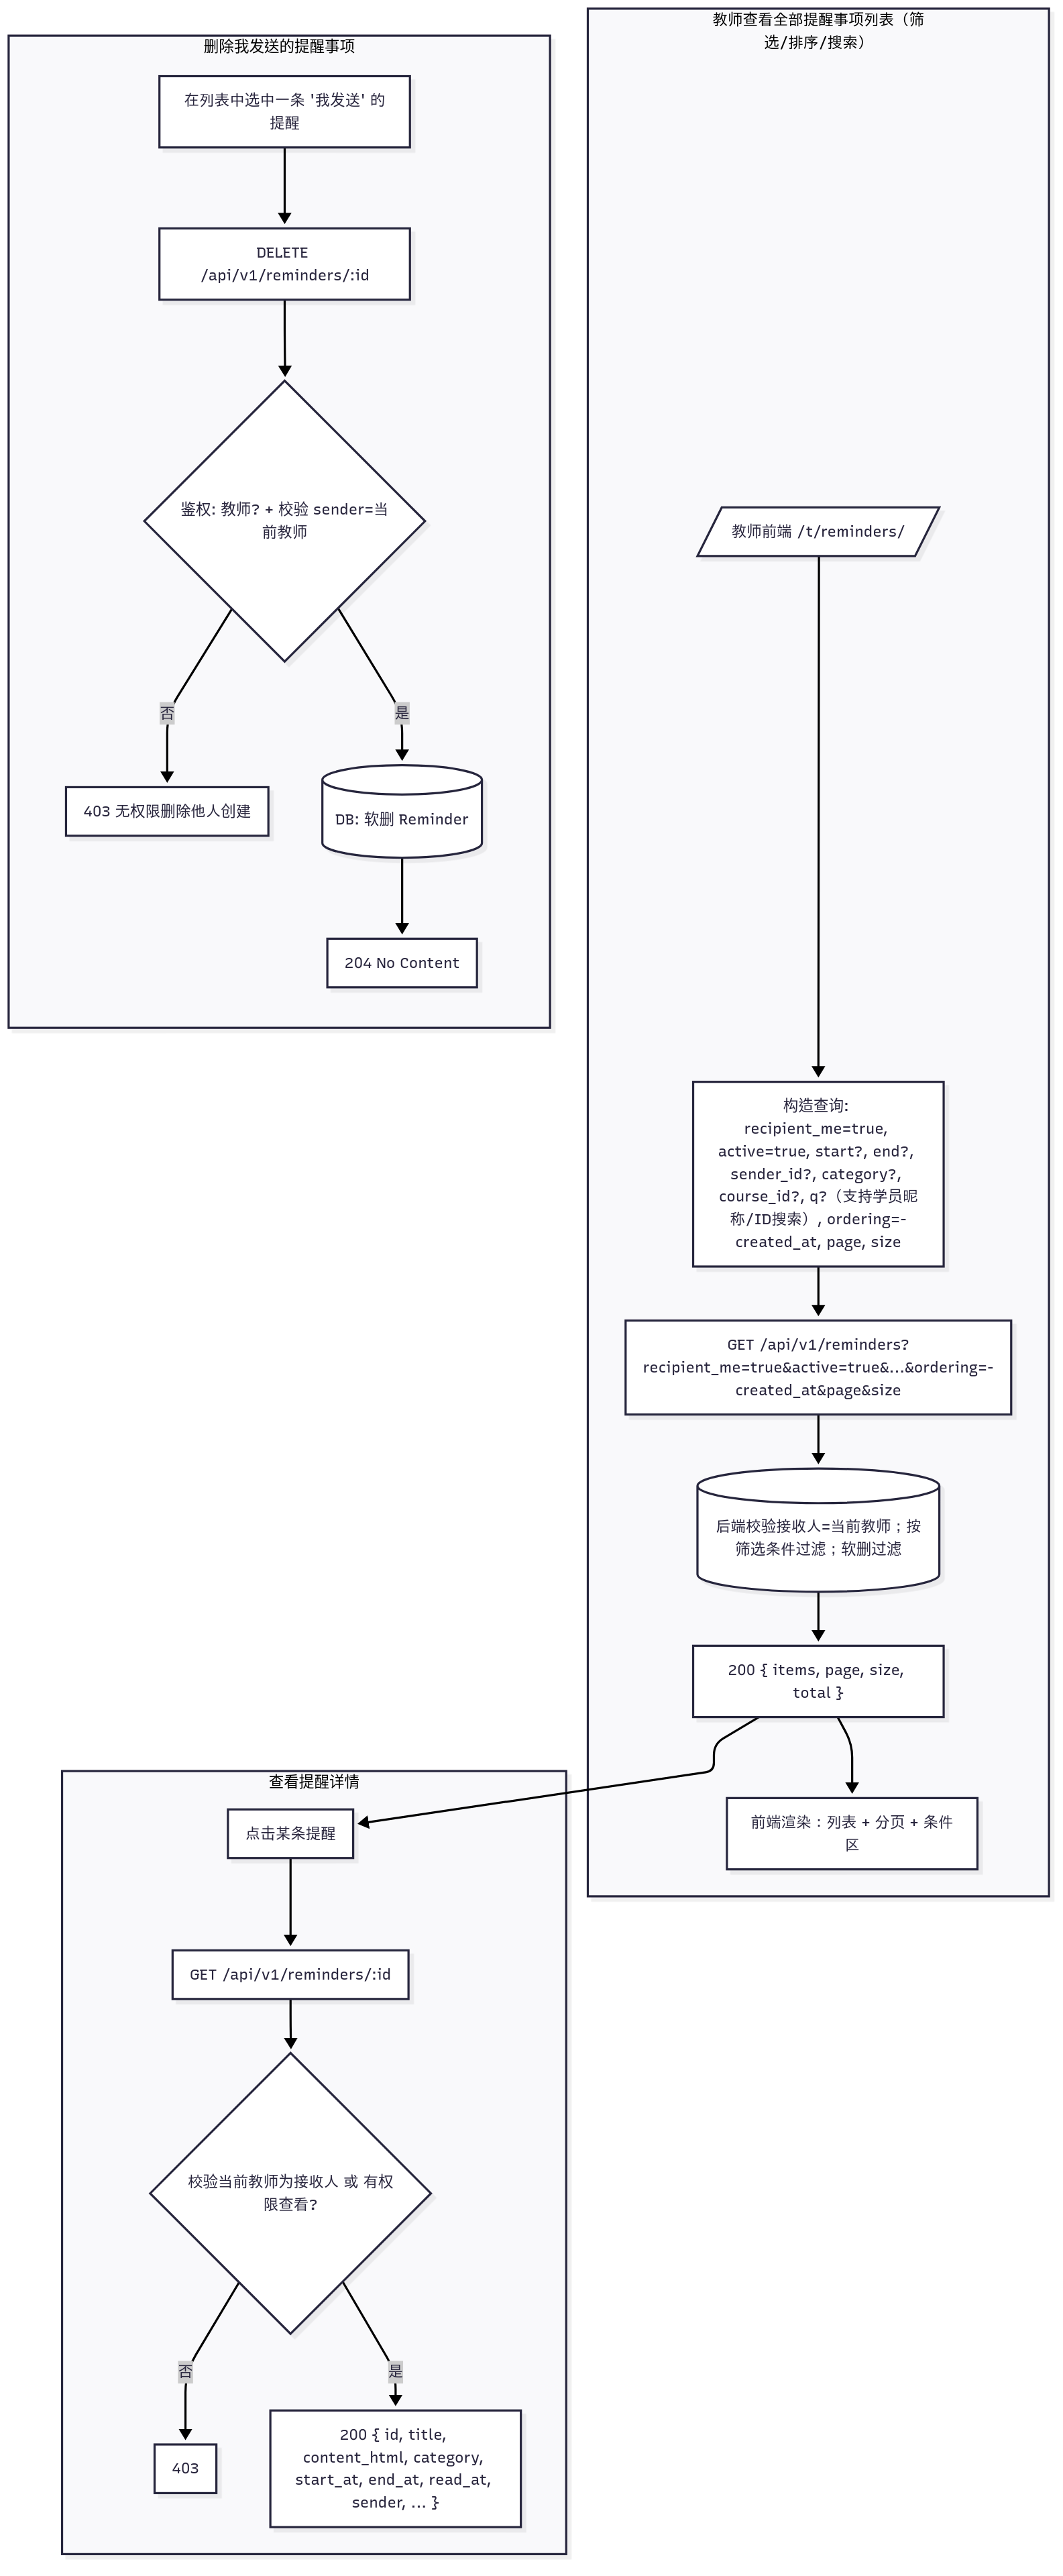 删除我发送的提醒事项
在列表中选中一条 '我发送' 的
提醒
DELETE
/api/v1/reminders/:id
鉴权: 教师? + 校验 sender=当
前教师
否
是
403 无权限删除他人创建
DB: 软删 Reminder
204 No Content
教师查看全部提醒事项列表（筛
选/排序/搜索）
教师前端 /t/reminders/
构造查询:
recipient_me=true,
active=true, start?, end?,
sender_id?, category?,
course_id?, q?（支持学员昵
称/ID搜索）, ordering=-
created_at, page, size
GET /api/v1/reminders?
recipient_me=true&active=true&...&ordering=-
created_at&page&size
后端校验接收人=当前教师；按
筛选条件过滤；软删过滤
200 { items, page, size,
total }
前端渲染：列表 + 分页 + 条件
区
查看提醒详情
点击某条提醒
GET /api/v1/reminders/:id
校验当前教师为接收人 或 有权
限查看?
否
是
403
200 { id, title,
content_html, category,
start_at, end_at, read_at,
sender, ... }